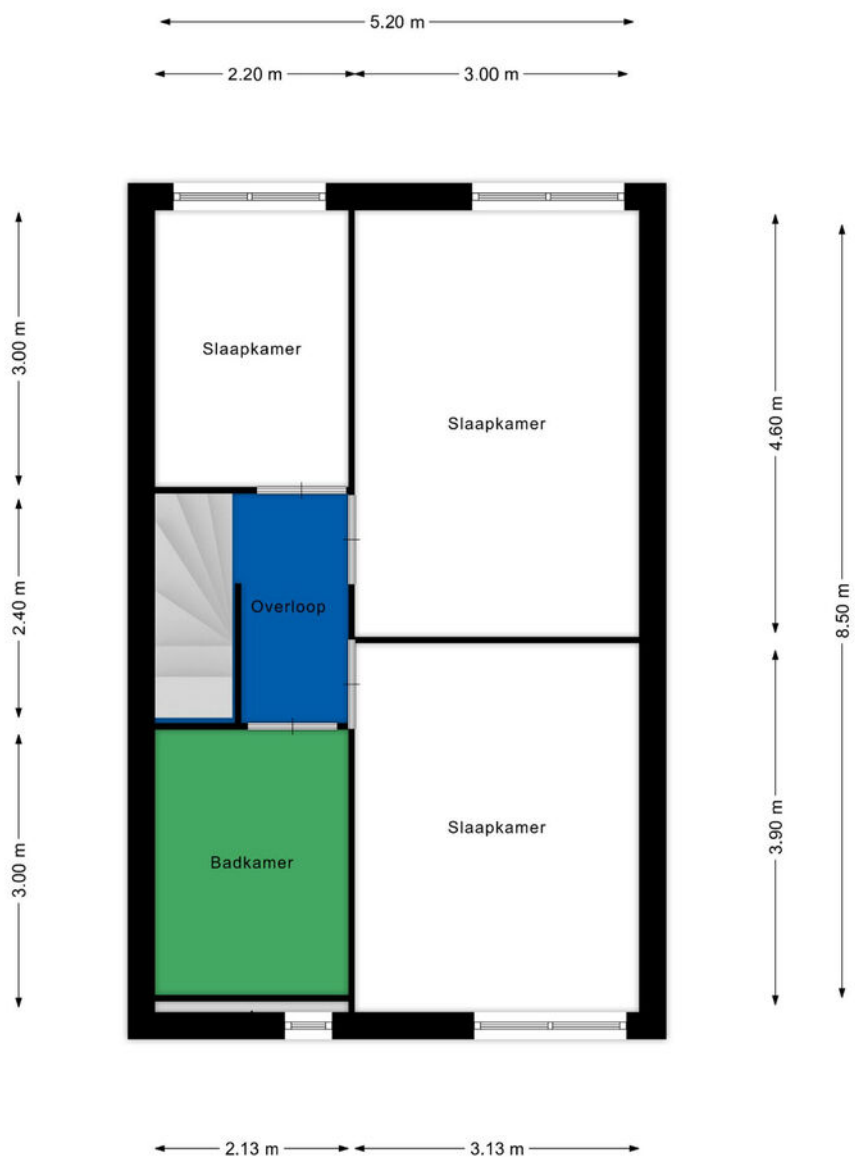 5.20 m
2.20 m
3.00 m
3.00 m
Slaapkamer
Slaapkamer
4.60 m
2.40 m
Overloop
8.50 m
3.00 m
Badkamer
Slaapkamer
3.90 m
2.13 m
3.13 m